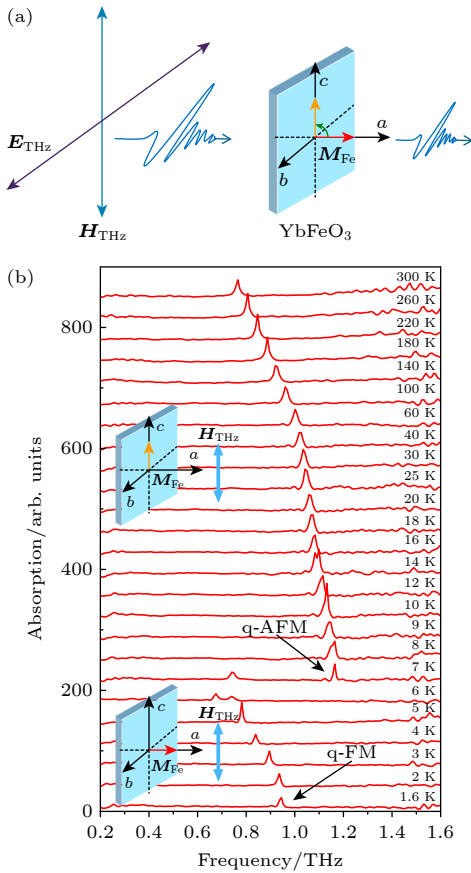 (a)
c
E_THz
a
M_Fe
b
H_THz
YbFeO₃
(b)
300 K
260 K
800
220 K
180 K
140 K
100 K
60 K
c
H_THz
40 K
600
a
30 K
M_Fe
25 K
b
20 K
Absorption/arb. units
18 K
16 K
400
14 K
12 K
10 K
q-AFM
9 K
8 K
7 K
200
6 K
c
H_THz
5 K
4 K
a
M_Fe
q-FM
3 K
b
2 K
1.6 K
0
0.2 0.4 0.6 0.8 1.0 1.2 1.4 1.6
Frequency/THz